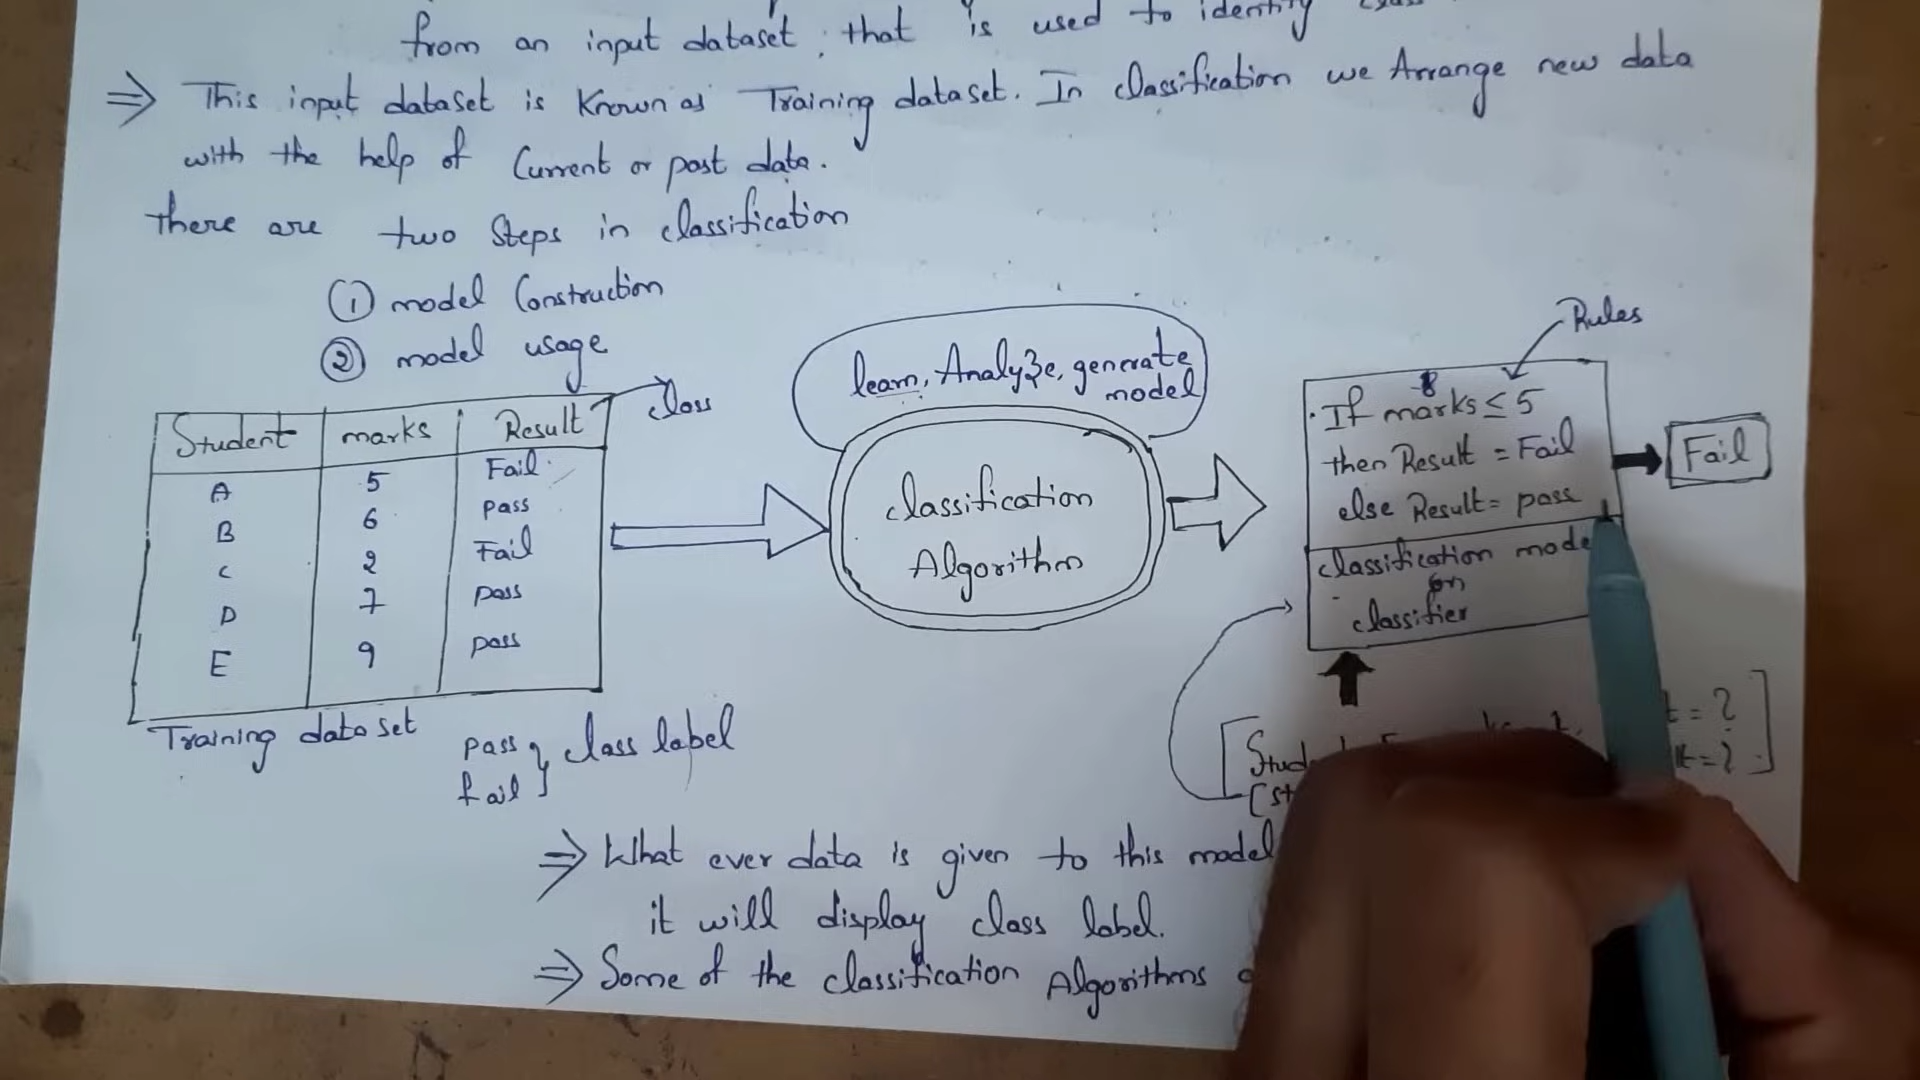 from an input dataset, that is used to identify
⇒ This input dataset is Known as Training dataset. In classification we Arrange new data
with the help of Current or past data.
there are two Steps in classification
① model Construction
② model usage
class
Student marks Result
A 5 Fail
B 6 pass
C 2 Fail
D 7 pass
E 9 pass
Training dataset
pass } class label
fail
learn, Analyze, generate
model
classification
Algorithm
Rules
8
. If marks ≤ 5
then Result = Fail
else Result = pass
classification
or
classifier
Fail
[ t = ? ]
[ lt = ? ]
⇒ What ever data is given to this model
it will display class label.
⇒ Some of the classification Algorithms